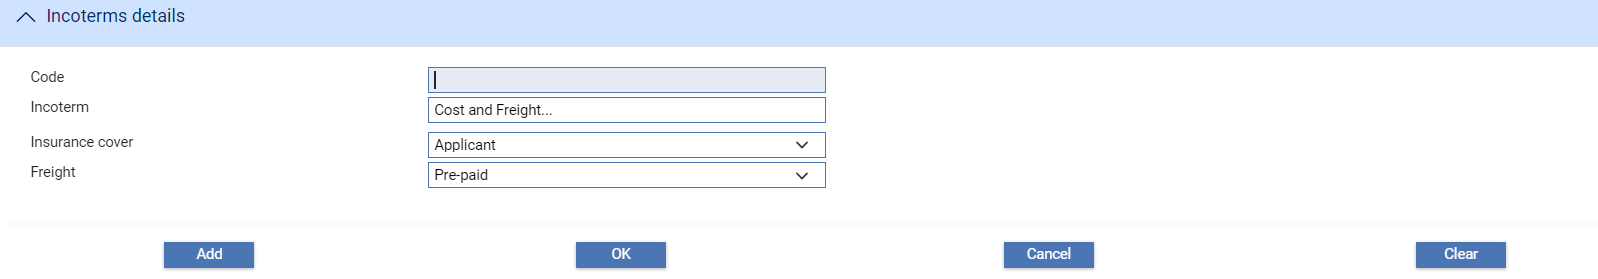 Incoterms details
Code
Incoterm Cost and Freight...
Insurance cover Applicant
Freight Pre-paid
Add OK Cancel Clear